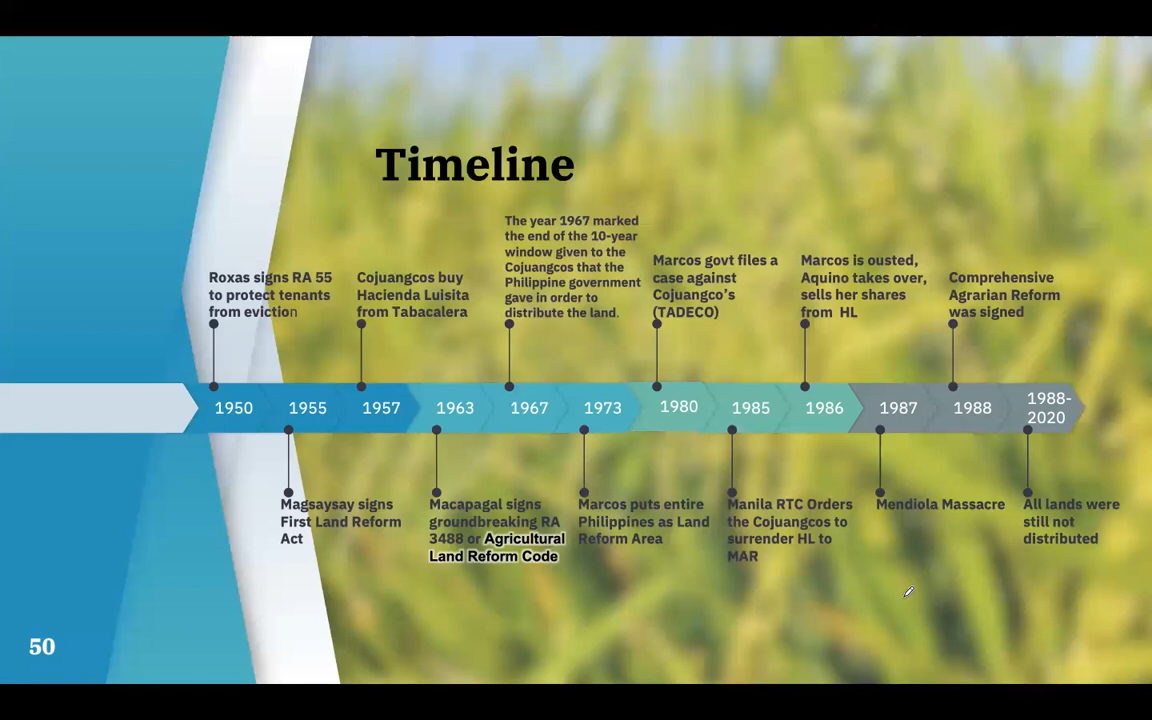 Timeline
Roxas signs RA 55
to protect tenants
from eviction
Cojuangcos buy
Hacienda Luisita
from Tabacalera
The year 1967 marked
the end of the 10-year
window given to the
Cojuangcos that the
Philippine government
gave in order to
distribute the land.
Marcos govt files a
case against
Cojuangco's
(TADECO)
Marcos is ousted,
Aquino takes over,
sells her shares
from HL
Comprehensive
Agrarian Reform
was signed
1950
1955
1957
1963
1967
1973
1980
1985
1986
1987
1988
1988-
2020
Magsaysay signs
First Land Reform
Act
Macapagal signs
groundbreaking RA
3488 or Agricultural
Land Reform Code
Marcos puts entire
Philippines as Land
Reform Area
Manila RTC Orders
the Cojuangcos to
surrender HL to
MAR
Mendiola Massacre
All lands were
still not
distributed
50